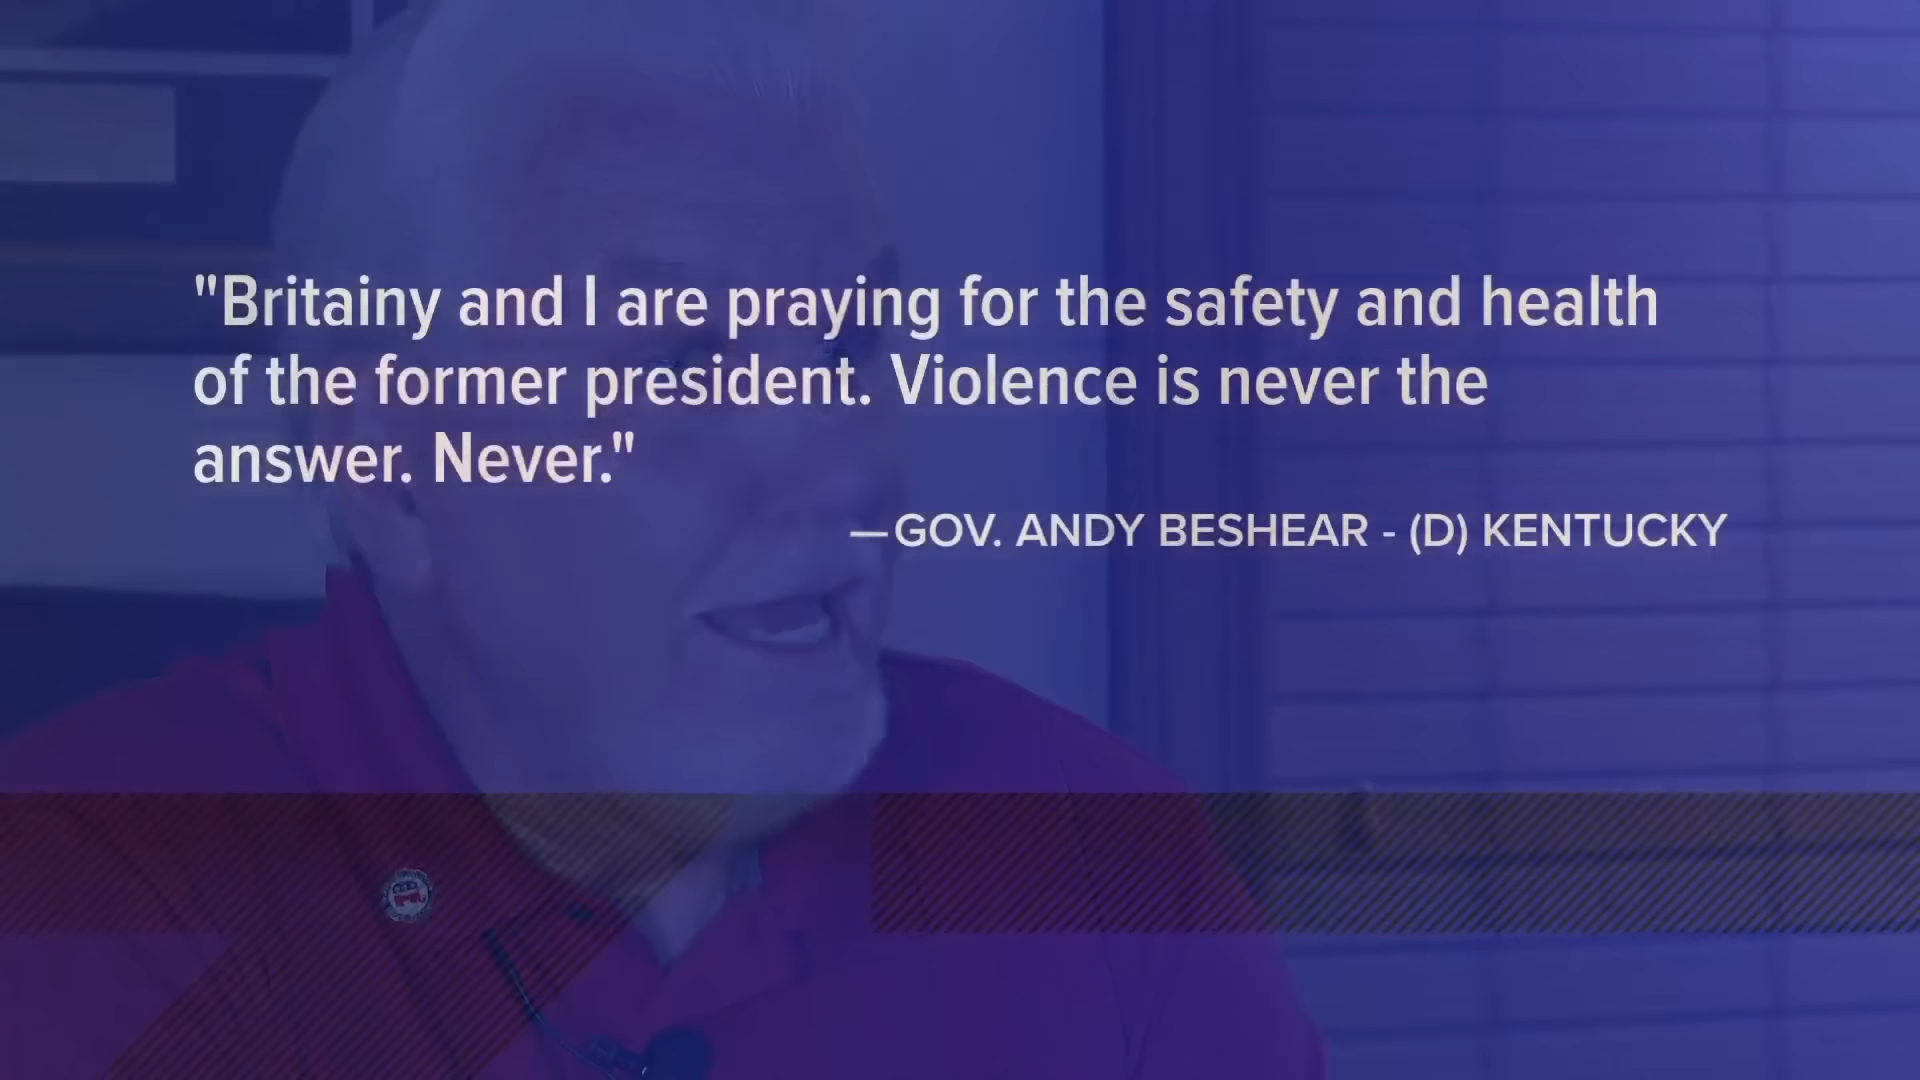 "Britainy and I are praying for the safety and health
of the former president. Violence is never the
answer. Never."
—GOV. ANDY BESHEAR - (D) KENTUCKY